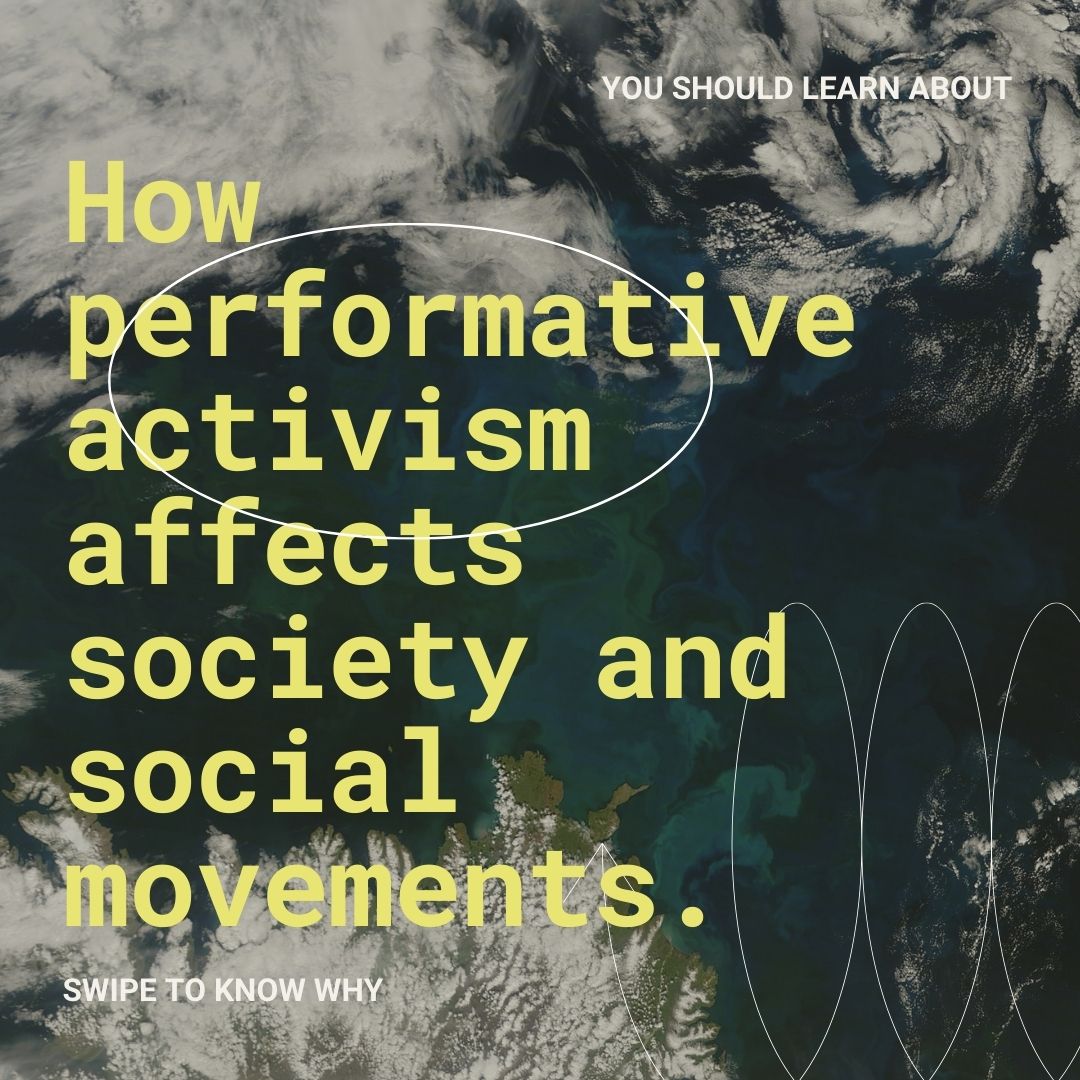 YOU SHOULD LEARN ABOUT
How
performative
activism
affects
society and
social
movements.
SWIPE TO KNOW WHY